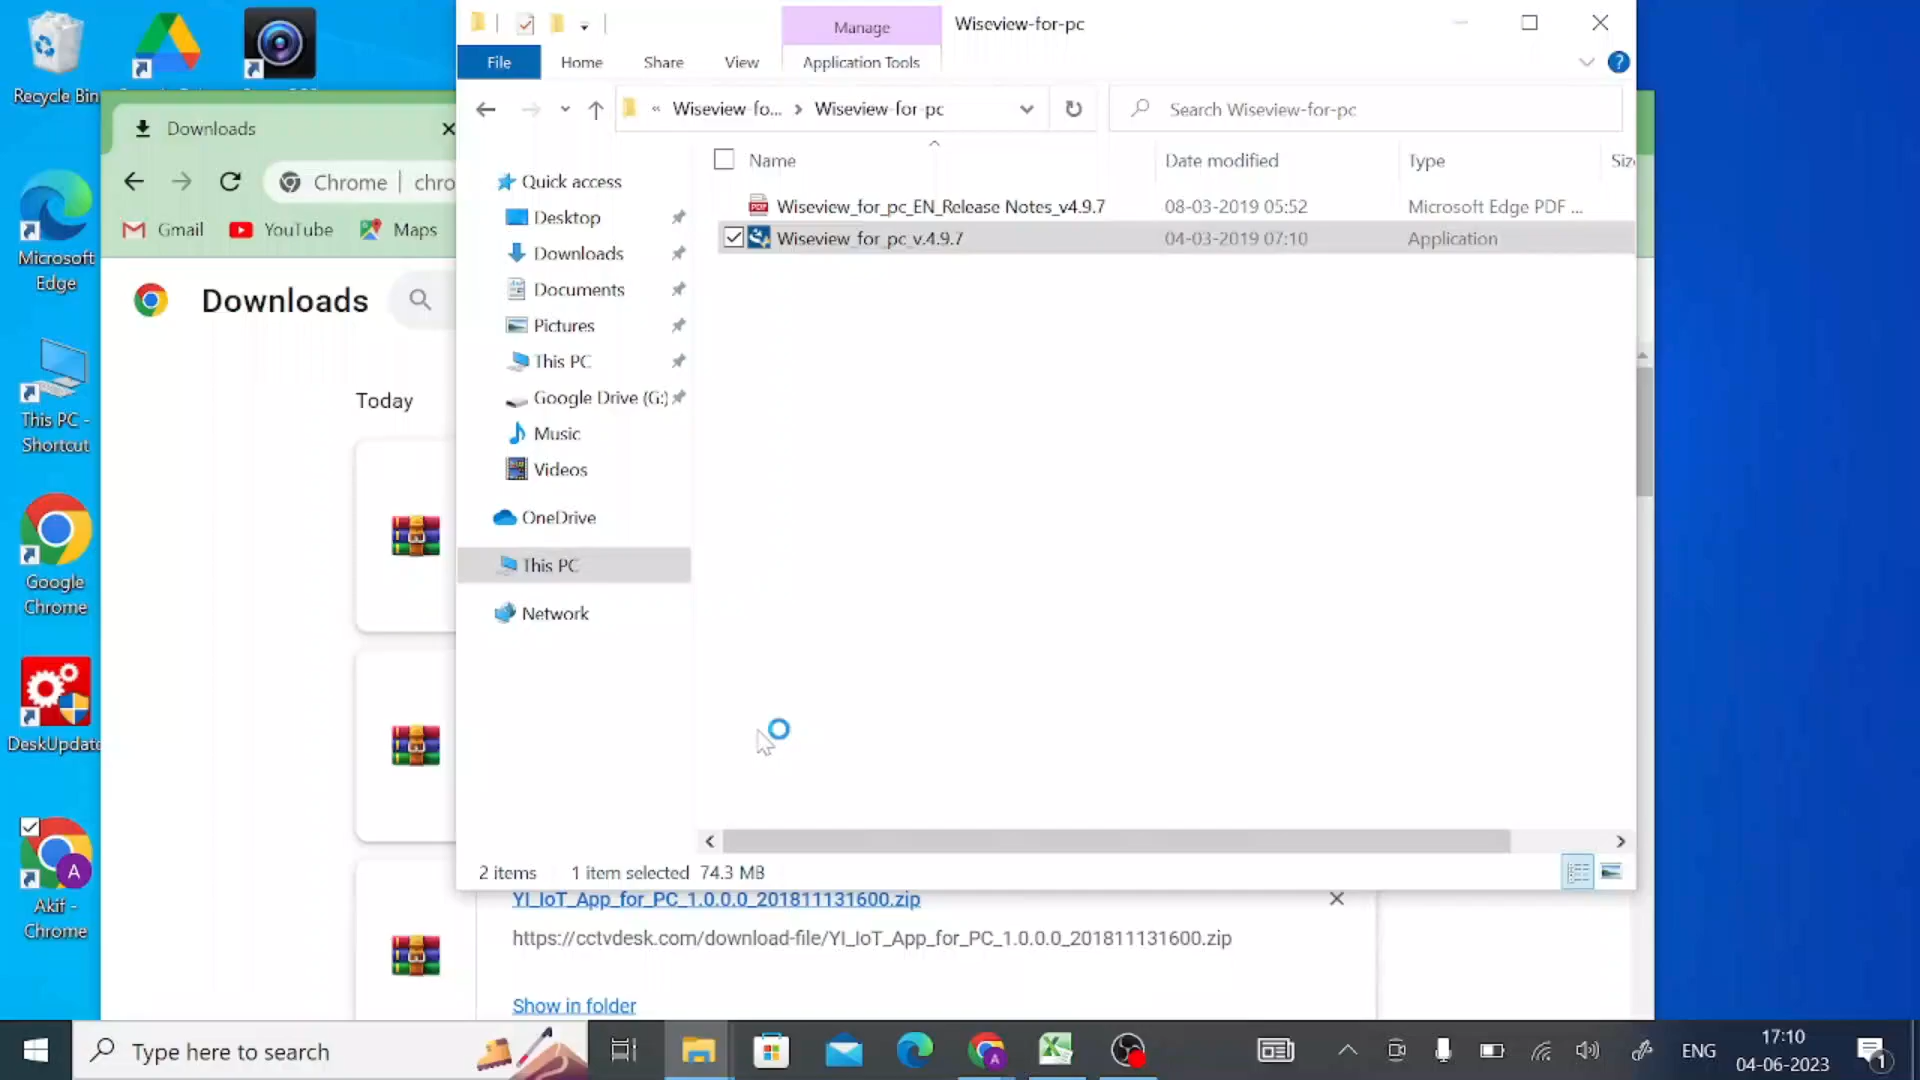 Recycle Bin
Microsoft
Edge
This PC -
Shortcut
Google
Chrome
DeskUpdate
A
Akif -
Chrome
Downloads
Chrome
chro
Gmail
YouTube
Maps
Downloads
Today
Manage
Wiseview-for-pc
File
Home
Share
View
Application Tools
?
« Wiseview-fo... > Wiseview-for-pc
Search Wiseview-for-pc
Quick access
Desktop
Downloads
Documents
Pictures
This PC
Google Drive (G:)
Music
Videos
OneDrive
This PC
Network
Name
Date modified
Type
Siz
PDF
Wiseview_for_pc_EN_Release Notes_v4.9.7
08-03-2019 05:52
Microsoft Edge PDF ...
Wiseview_for_pc_v.4.9.7
04-03-2019 07:10
Application
2 items
1 item selected 74.3 MB
YI_IoT_App_for_PC_1.0.0.0_201811131600.zip
https://cctvdesk.com/download-file/YI_IoT_App_for_PC_1.0.0.0_201811131600.zip
Show in folder
Type here to search
A
ENG
17:10
04-06-2023
1